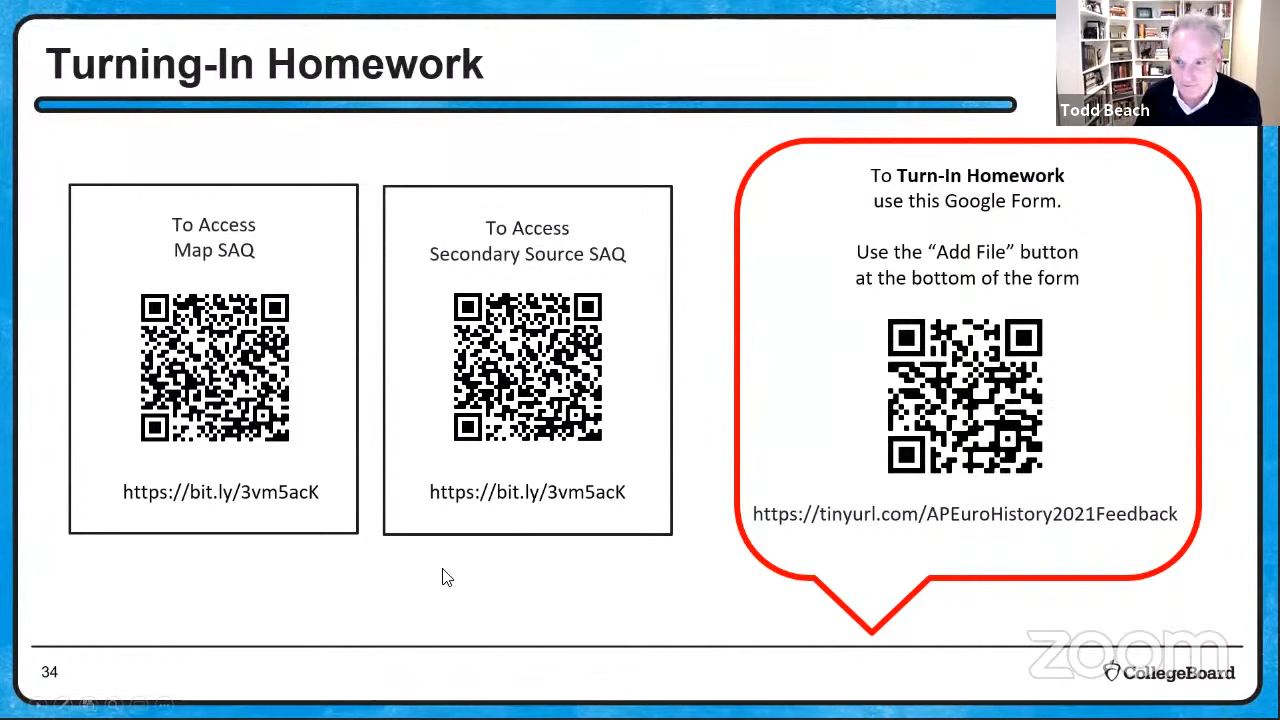 Turning-In Homework
Todd Beach
To Access
Map SAQ
https://bit.ly/3vm5acK
To Access
Secondary Source SAQ
https://bit.ly/3vm5acK
To Turn-In Homework
use this Google Form.
Use the “Add File” button
at the bottom of the form
https://tinyurl.com/APEuroHistory2021Feedback
34
zoom
CollegeBoard